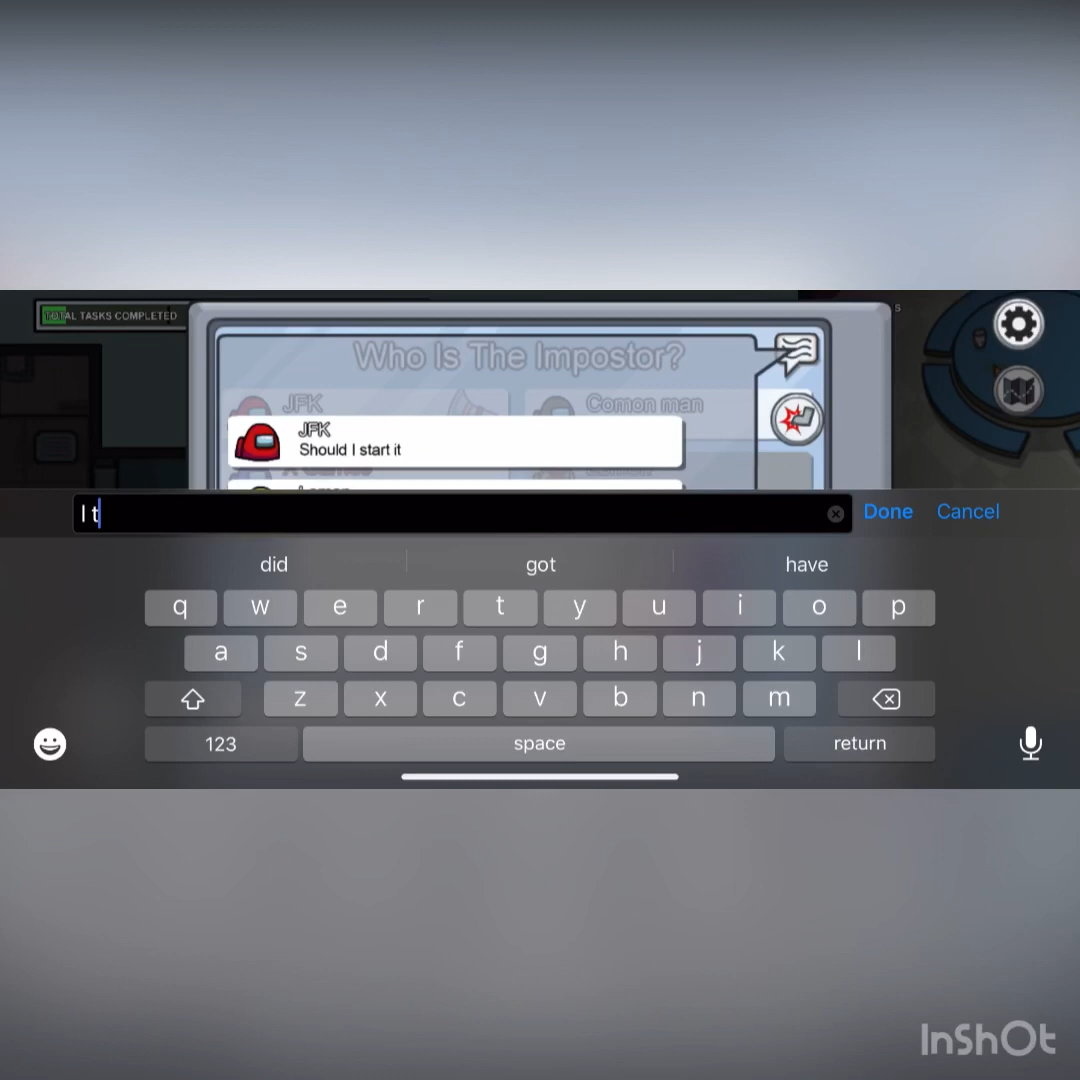 TOTAL TASKS COMPLETED
s
Who Is The Impostor?
JFK
Comon man
JFK
Should I start it
I t
Done
Cancel
did
got
have
q w e r t y u i o p
a s d f g h j k l
z x c v b n m
123
space
return
InShOt